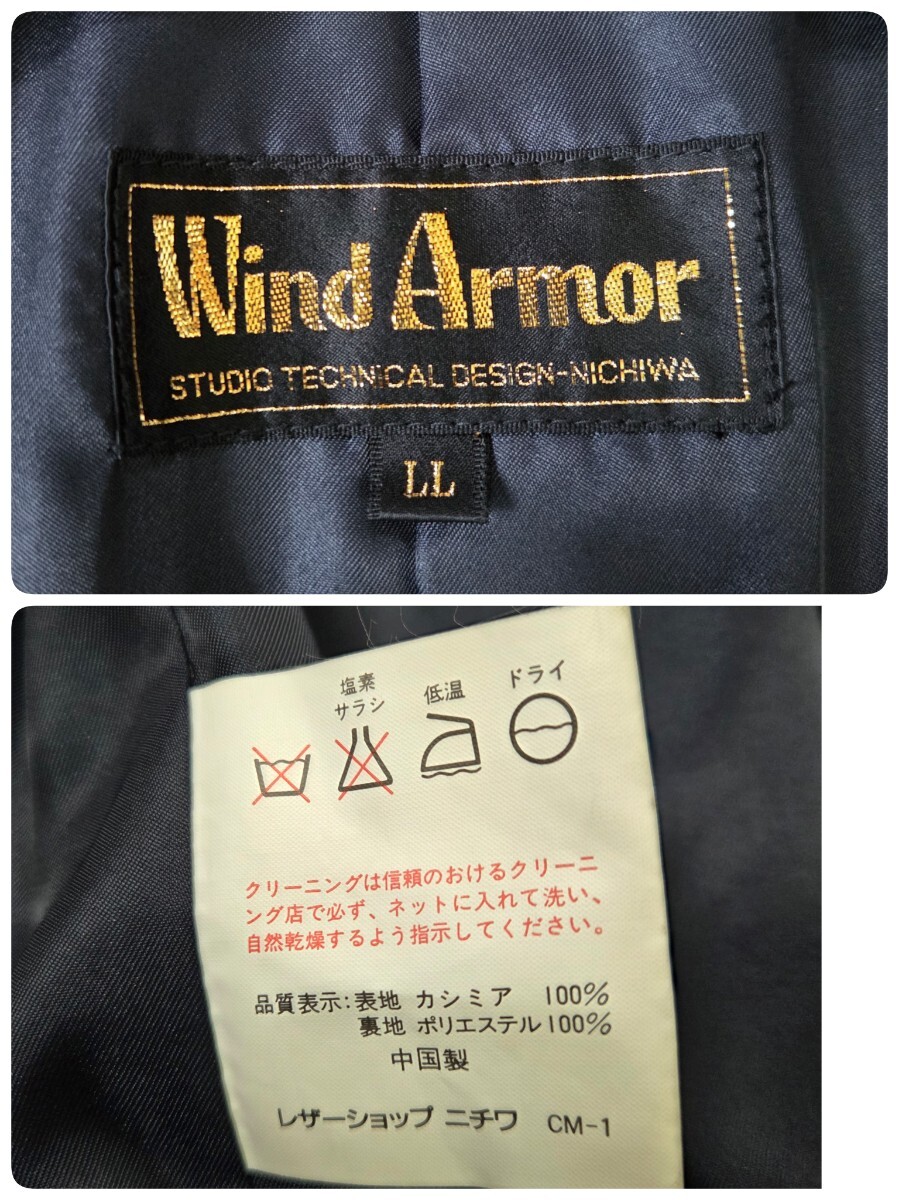 Wind Armor
STUDIO TECHNICAL DESIGN-NICHIWA
LL
塩素
サラシ
低温
ドライ
クリーニングは信頼のおけるクリーニ
ング店で必ず、ネットに入れて洗い、
自然乾燥するよう指示してください。
品質表示:表地 カシミア 100%
裏地 ポリエステル100%
中国製
レザーショップ ニチワ CM-1